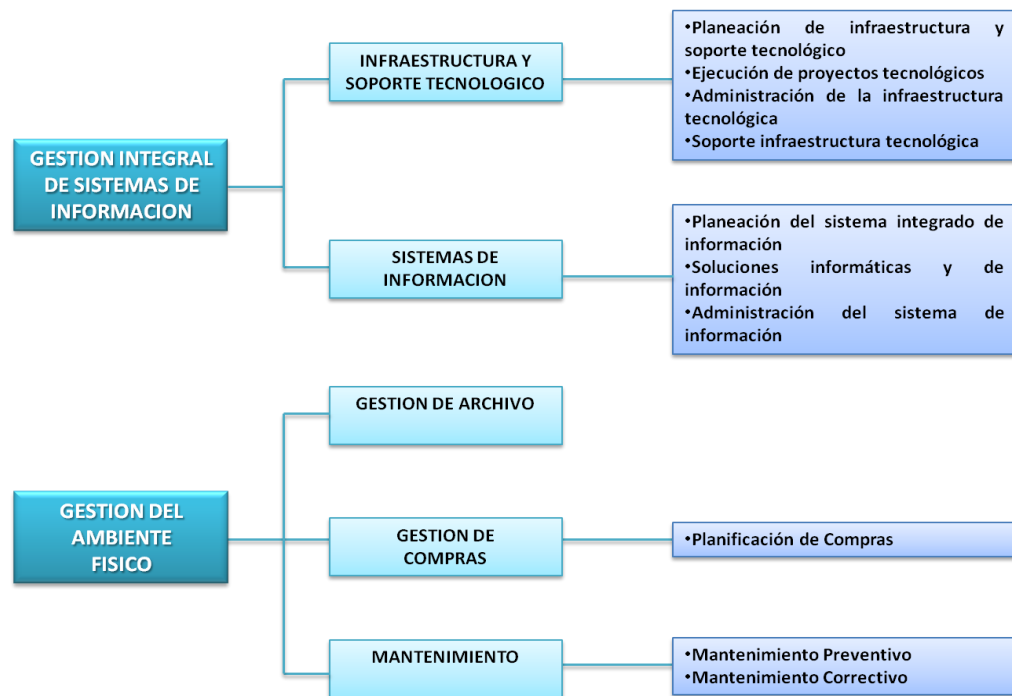 GESTION INTEGRAL
DE SISTEMAS DE
INFORMACION
INFRAESTRUCTURA Y
SOPORTE TECNOLOGICO
•Planeación de infraestructura y
soporte tecnológico
•Ejecución de proyectos tecnológicos
•Administración de la infraestructura
tecnológica
•Soporte infraestructura tecnológica
SISTEMAS DE
INFORMACION
•Planeación del sistema integrado de
información
•Soluciones informáticas y de
información
•Administración del sistema de
información
GESTION DEL
AMBIENTE
FISICO
GESTION DE ARCHIVO
GESTION DE
COMPRAS
•Planificación de Compras
MANTENIMIENTO
•Mantenimiento Preventivo
•Mantenimiento Correctivo